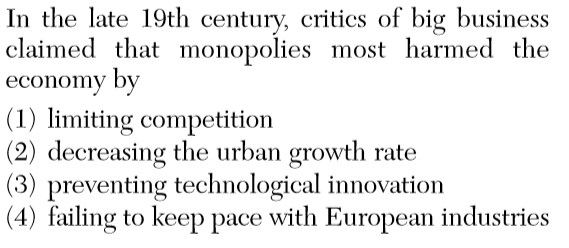 In the late 19th century, critics of big business
claimed that monopolies most harmed the
economy by
(1) limiting competition
(2) decreasing the urban growth rate
(3) preventing technological innovation
(4) failing to keep pace with European industries